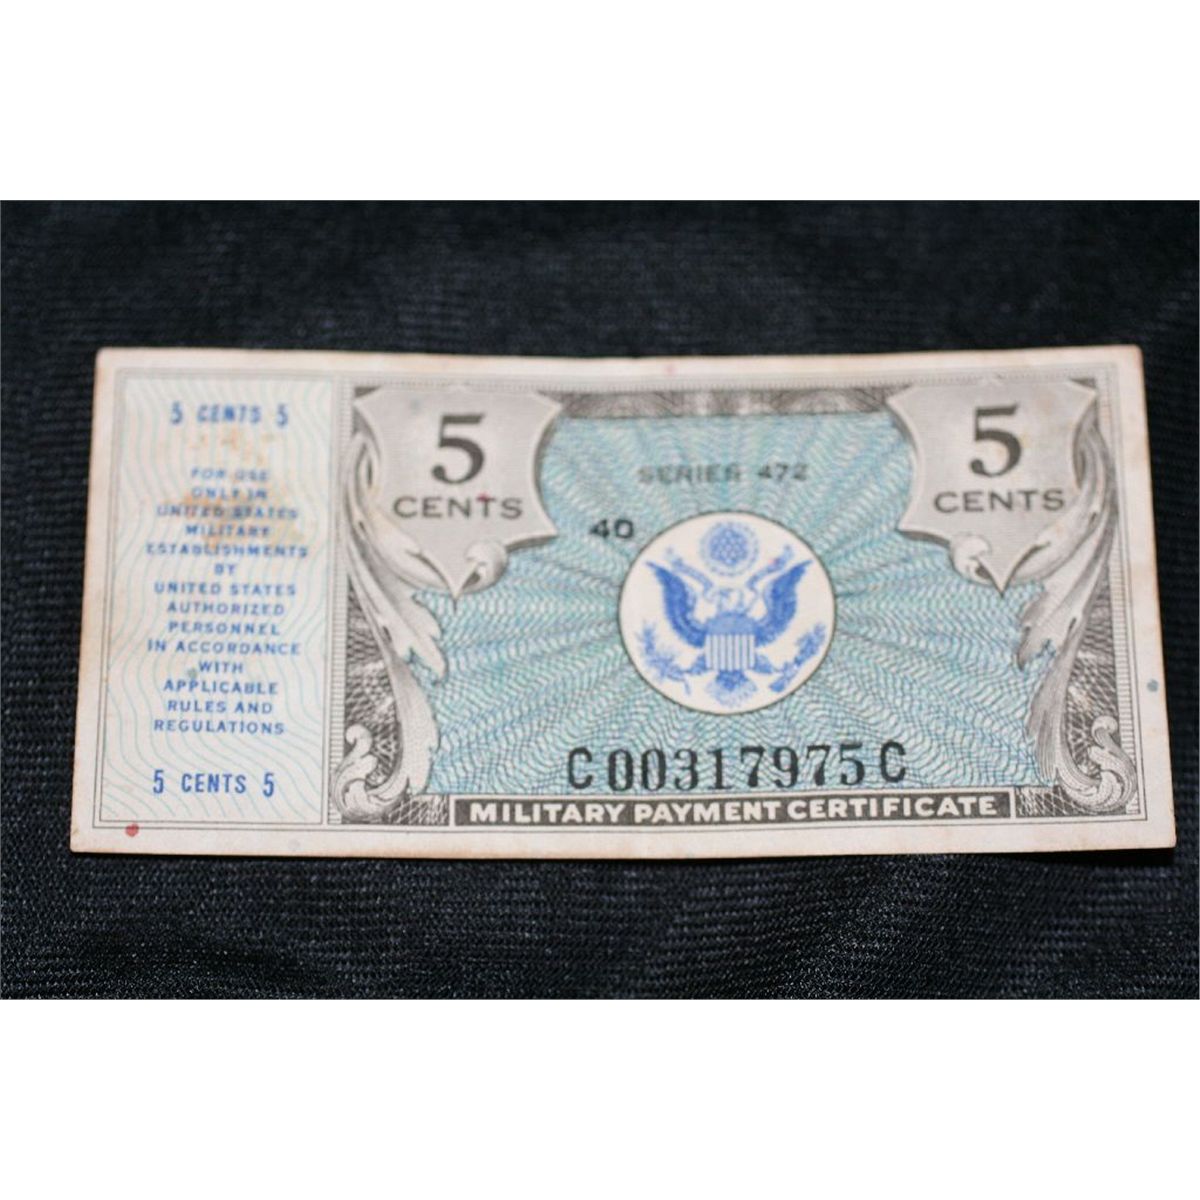 5 CENTS 5
FOR USE
ONLY IN
UNITED STATES
MILITARY
ESTABLISHMENTS
BY
UNITED STATES
AUTHORIZED
PERSONNEL
IN ACCORDANCE
WITH
APPLICABLE
RULES AND
REGULATIONS
5 CENTS 5
5
CENTS
SERIES 472
40
5
CENTS
C00317975C
MILITARY PAYMENT CERTIFICATE